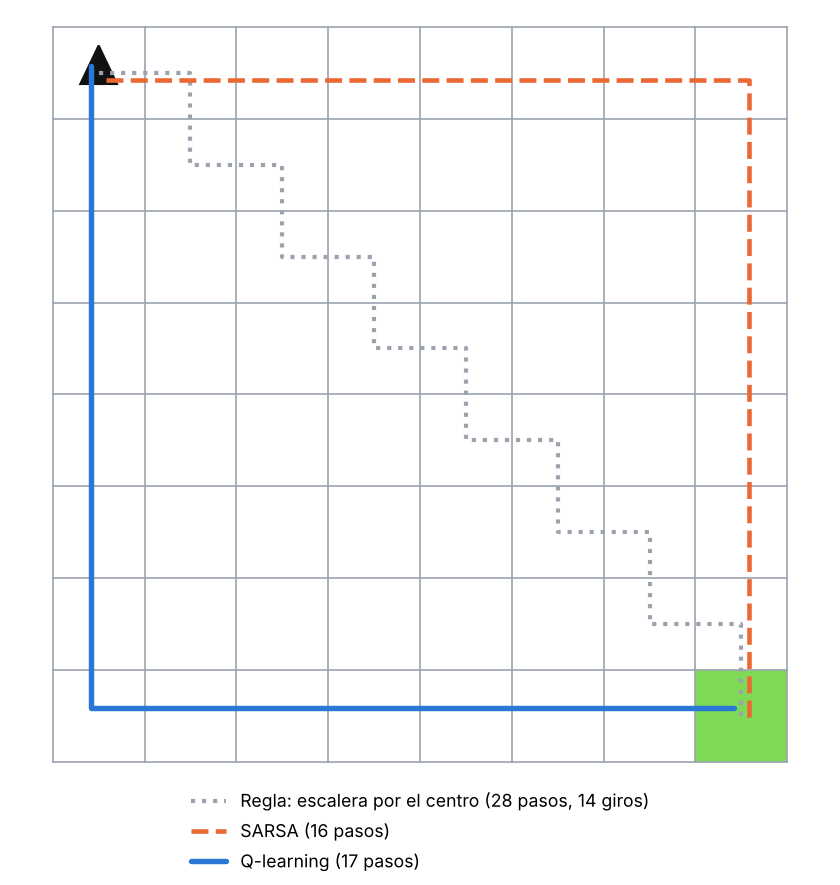 Regla: escalera por el centro (28 pasos, 14 giros)
SARSA (16 pasos)
Q-learning (17 pasos)